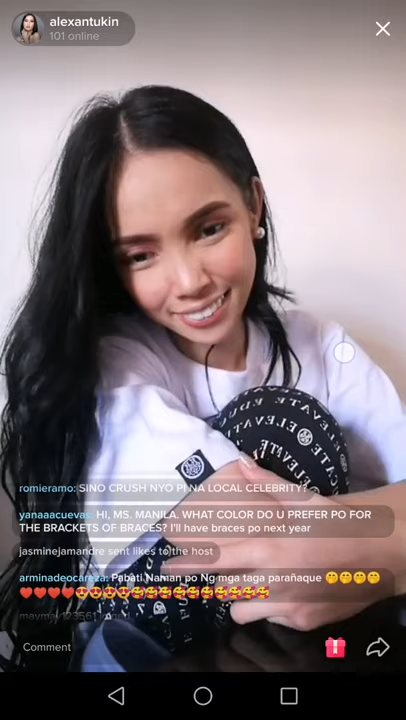 alexantukin
101 online
romieramo: SINO CRUSH NYO PI NA LOCAL CELEBRITY?
yanaaacuevas: HI, MS. MANILA. WHAT COLOR DO U PREFER PO FOR
THE BRACKETS OF BRACES? I'll have braces po next year
jasminejamandre sent likes to the host
arminadeocareza: Pabati Naman po Ng mga taga parañaque 🤭🤭🤭🤭
❤️❤️❤️❤️😍😍😍😍🥰🥰🥰🥰🥰🥰🥰🥰🥰🥰
Comment